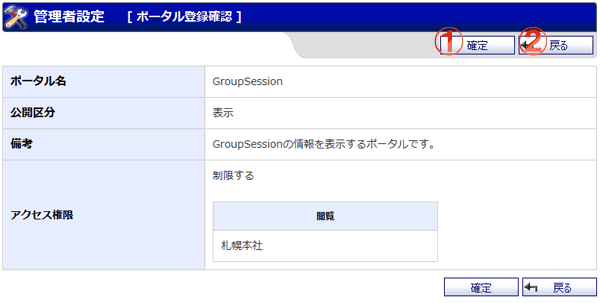 管理者設定 [ ポータル登録確認 ]
① 確定 ② 戻る
ポータル名 GroupSession
公開区分 表示
備考 GroupSessionの情報を表示するポータルです。
アクセス権限 制限する
閲覧
札幌本社
確定 戻る